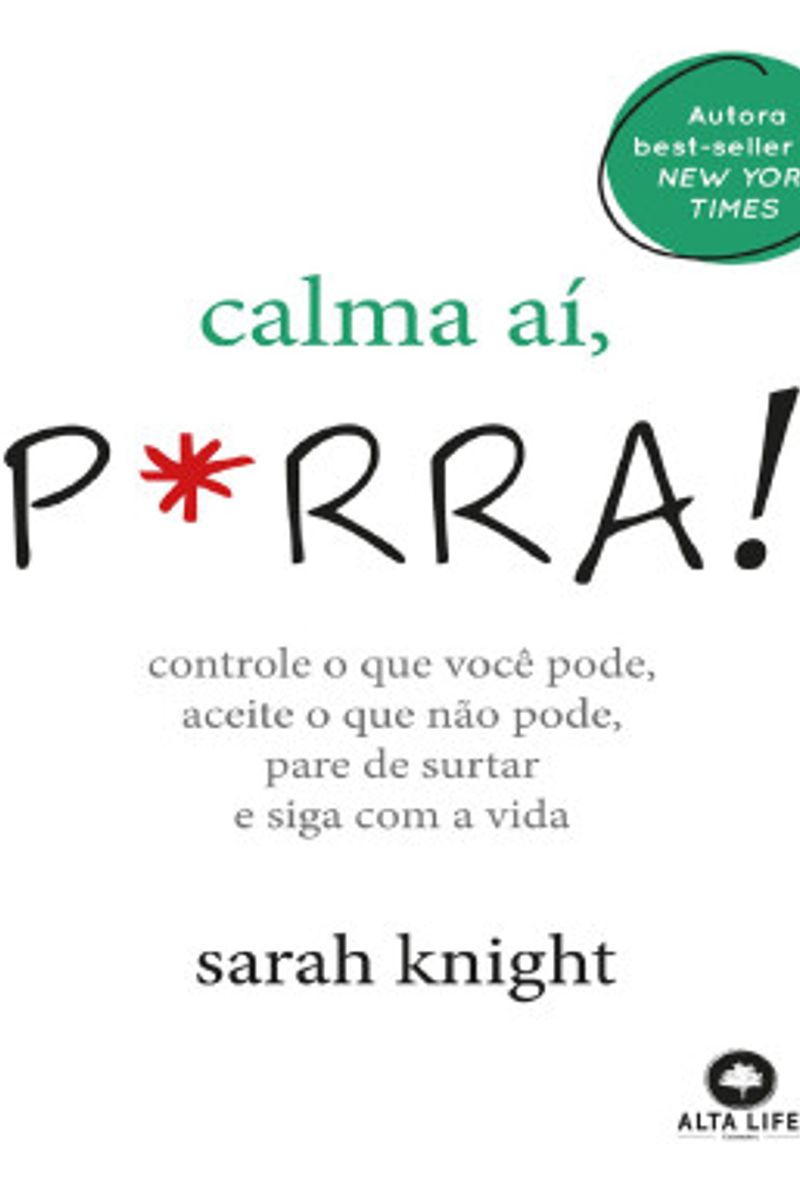 Autora
best-seller
NEW YOR
TIMES
calma aí,
P*RRA!
controle o que você pode,
aceite o que não pode,
pare de surtar
e siga com a vida
sarah knight
ALTA LIFE